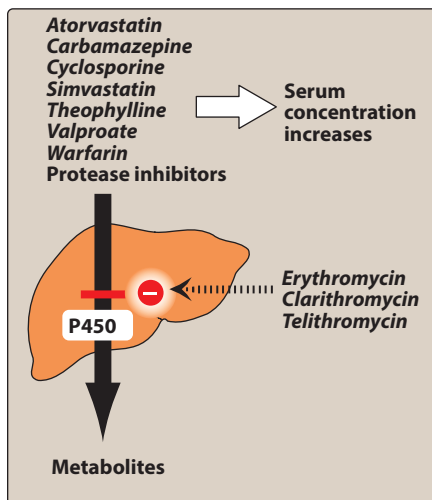 Atorvastatin
Carbamazepine
Cyclosporine
Simvastatin
Theophylline
Valproate
Warfarin
Protease inhibitors
Serum
concentration
increases
Erythromycin
Clarithromycin
Telithromycin
P450
Metabolites